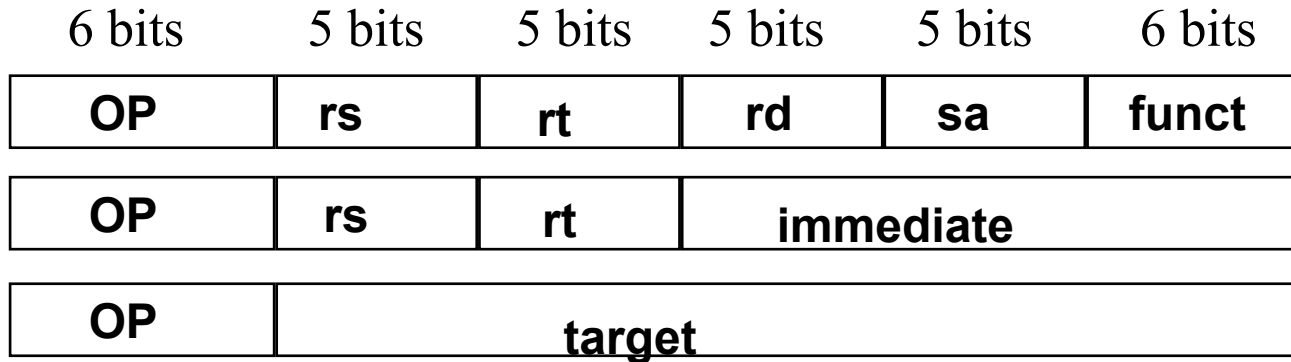 6 bits 5 bits 5 bits 5 bits 5 bits 6 bits
OP rs rt rd sa funct
OP rs rt immediate
OP target